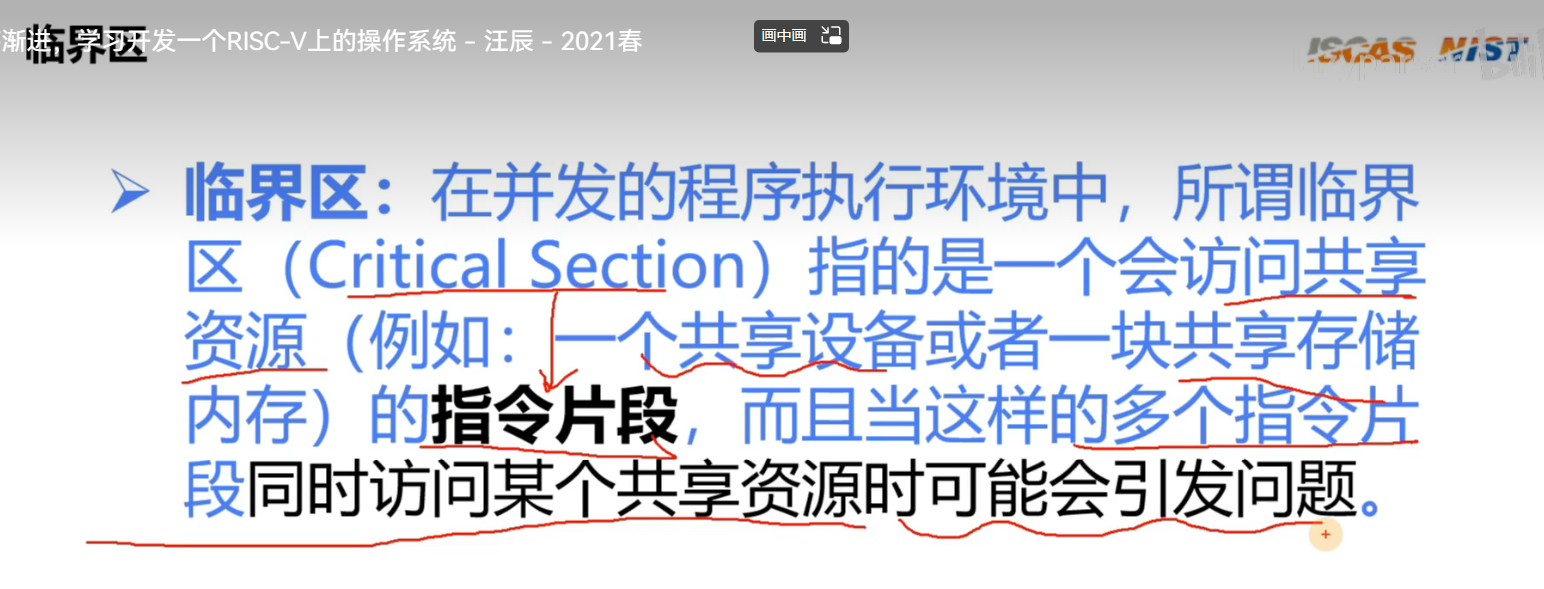 渐进，学习开发一个RISC-V上的操作系统 - 汪辰 - 2021春
临界区
画中画
ISCAS
➢ 临界区：在并发的程序执行环境中，所谓临界
区（Critical Section）指的是一个会访问共享
资源（例如：一个共享设备或者一块共享存储
内存）的指令片段，而且当这样的多个指令片
段同时访问某个共享资源时可能会引发问题。